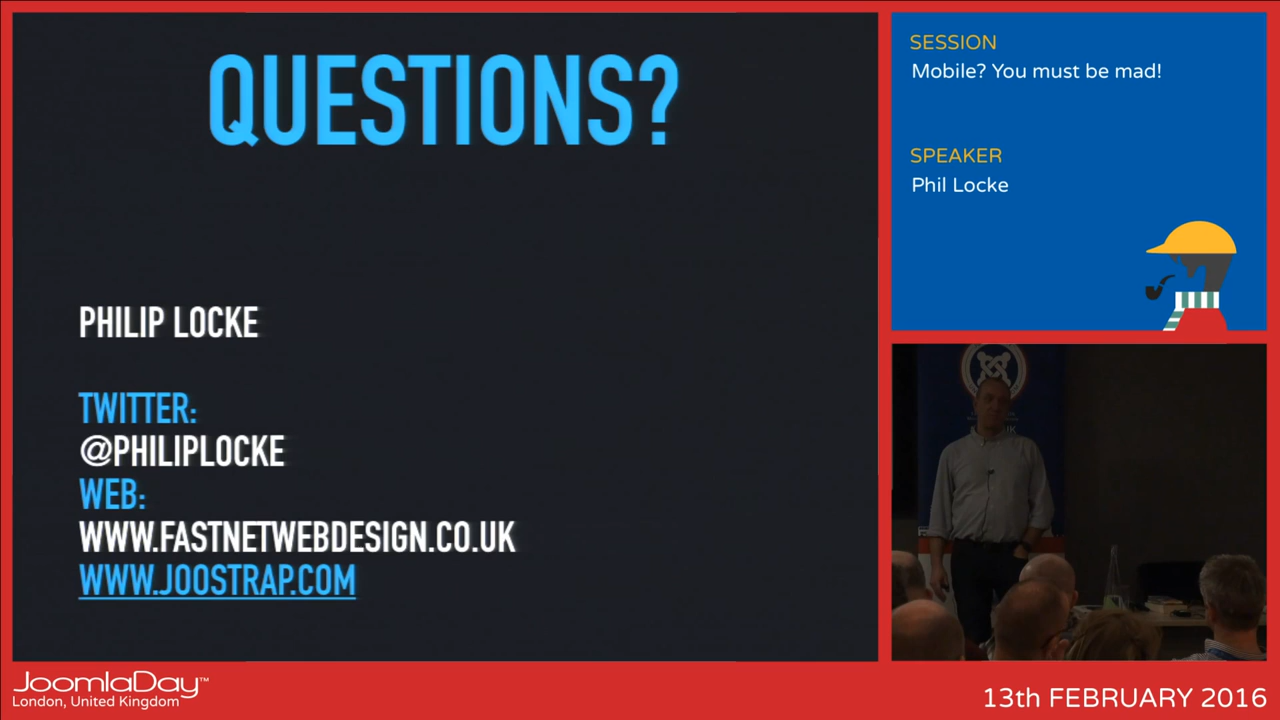 QUESTIONS?
PHILIP LOCKE
TWITTER:
@PHILIPLOCKE
WEB:
WWW.FASTNETWEBDESIGN.CO.UK
WWW.JOOSTRAP.COM
SESSION
Mobile? You must be mad!
SPEAKER
Phil Locke
JoomlaDay™
London, United Kingdom
13th FEBRUARY 2016